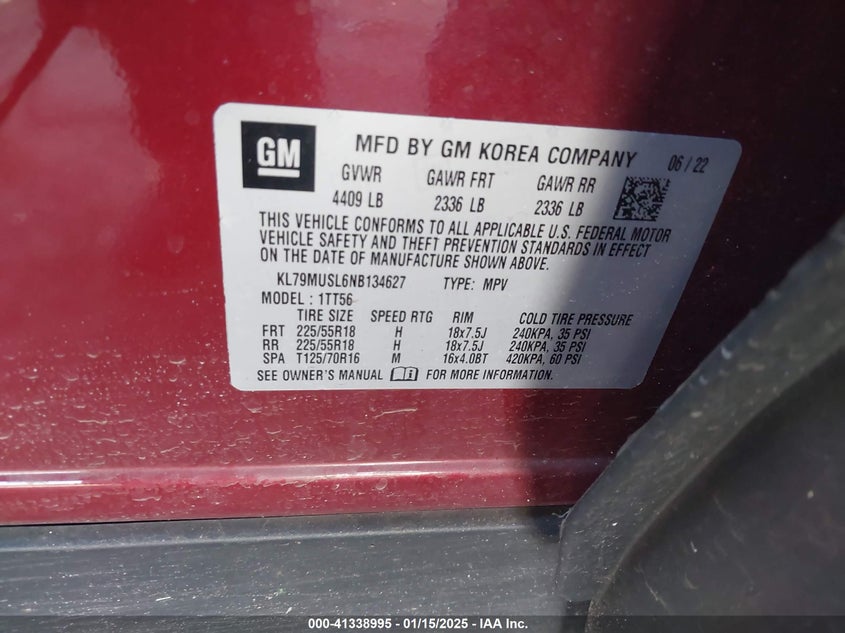 GM
MFD BY GM KOREA COMPANY 06 / 22
GVWR GAWR FRT GAWR RR
4409 LB 2336 LB 2336 LB
THIS VEHICLE CONFORMS TO ALL APPLICABLE U.S. FEDERAL MOTOR
VEHICLE SAFETY AND THEFT PREVENTION STANDARDS IN EFFECT
ON THE DATE OF MANUFACTURE SHOWN ABOVE.
KL79MUSL6NB134627 TYPE: MPV
MODEL : 1TT56
TIRE SIZE SPEED RTG RIM COLD TIRE PRESSURE
FRT 225/55R18 H 18x7.5J 240KPA, 35 PSI
RR 225/55R18 H 18x7.5J 240KPA, 35 PSI
SPA T125/70R16 M 16x4.0BT 420KPA, 60 PSI
SEE OWNER'S MANUAL FOR MORE INFORMATION.
000-41338995 - 01/15/2025 - IAA Inc.